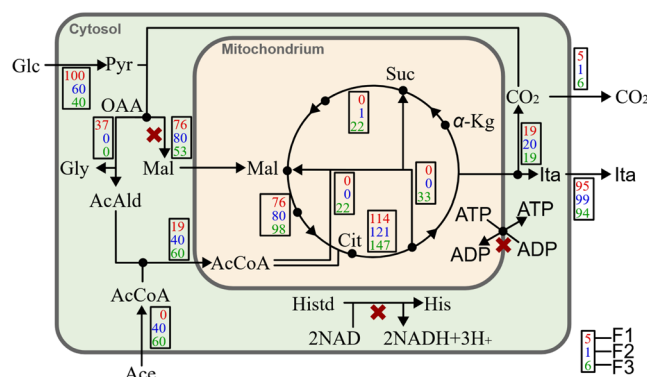 Cytosol
Mitochondrium
Glc
100
60
40
Pyr
OAA
37
0
0
76
80
53
Gly
Mal
AcAld
19
40
60
AcCoA
0
40
60
Ace
Mal
76
80
98
Suc
0
1
22
α-Kg
0
0
22
0
0
33
114
121
147
Cit
AcCoA
CO₂
5
1
6
CO₂
19
20
19
Ita
95
99
94
Ita
ATP
ATP
ADP
ADP
Histd
His
2NAD
2NADH+3H+
5
1
6
F1
F2
F3